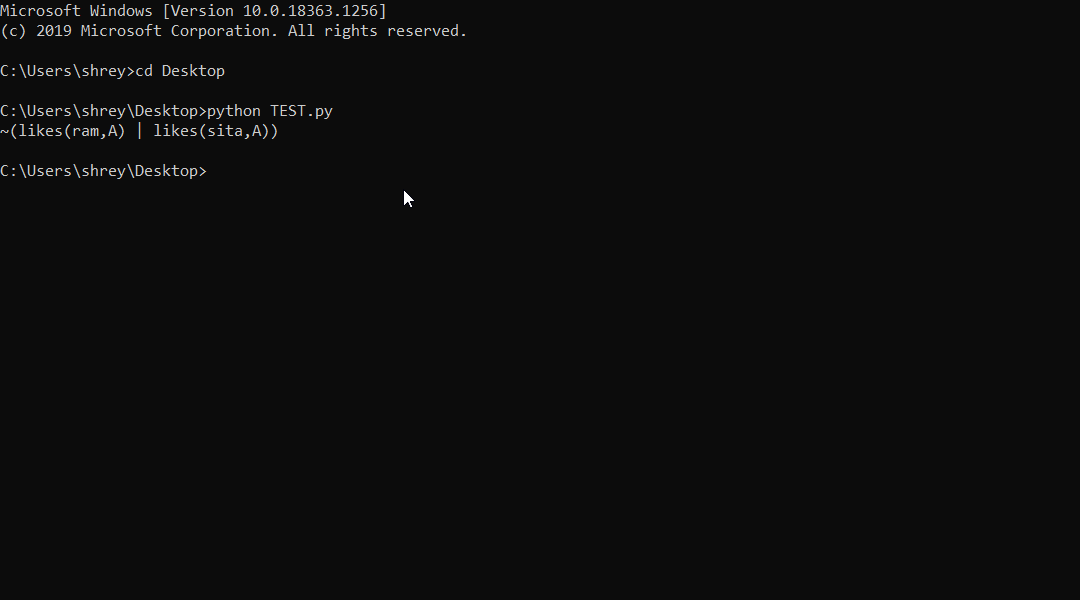 Microsoft Windows [Version 10.0.18363.1256]
(c) 2019 Microsoft Corporation. All rights reserved.
C:\Users\shrey>cd Desktop
C:\Users\shrey\Desktop>python TEST.py
~(likes(ram,A) | likes(sita,A))
C:\Users\shrey\Desktop>